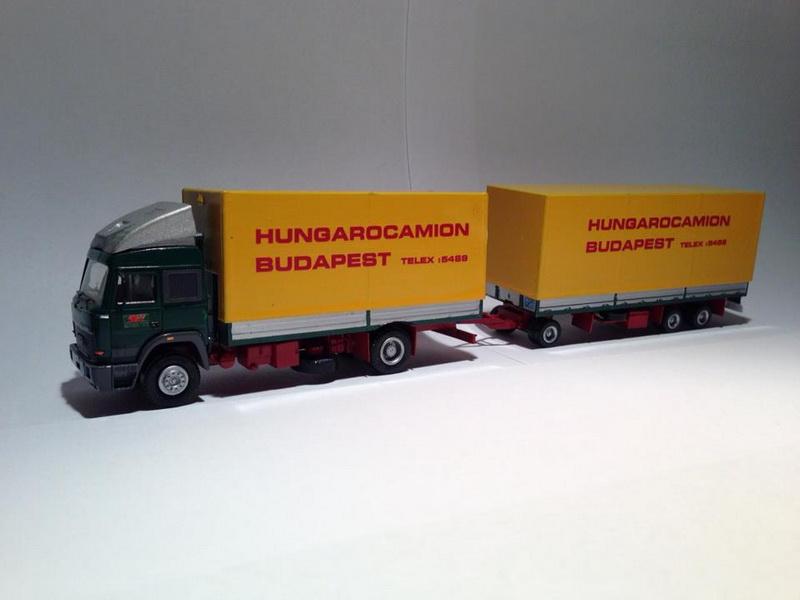 HUNGAROCAMION
BUDAPEST TELEX :5489
HUNGAROCAMION
BUDAPEST TELEX :5489